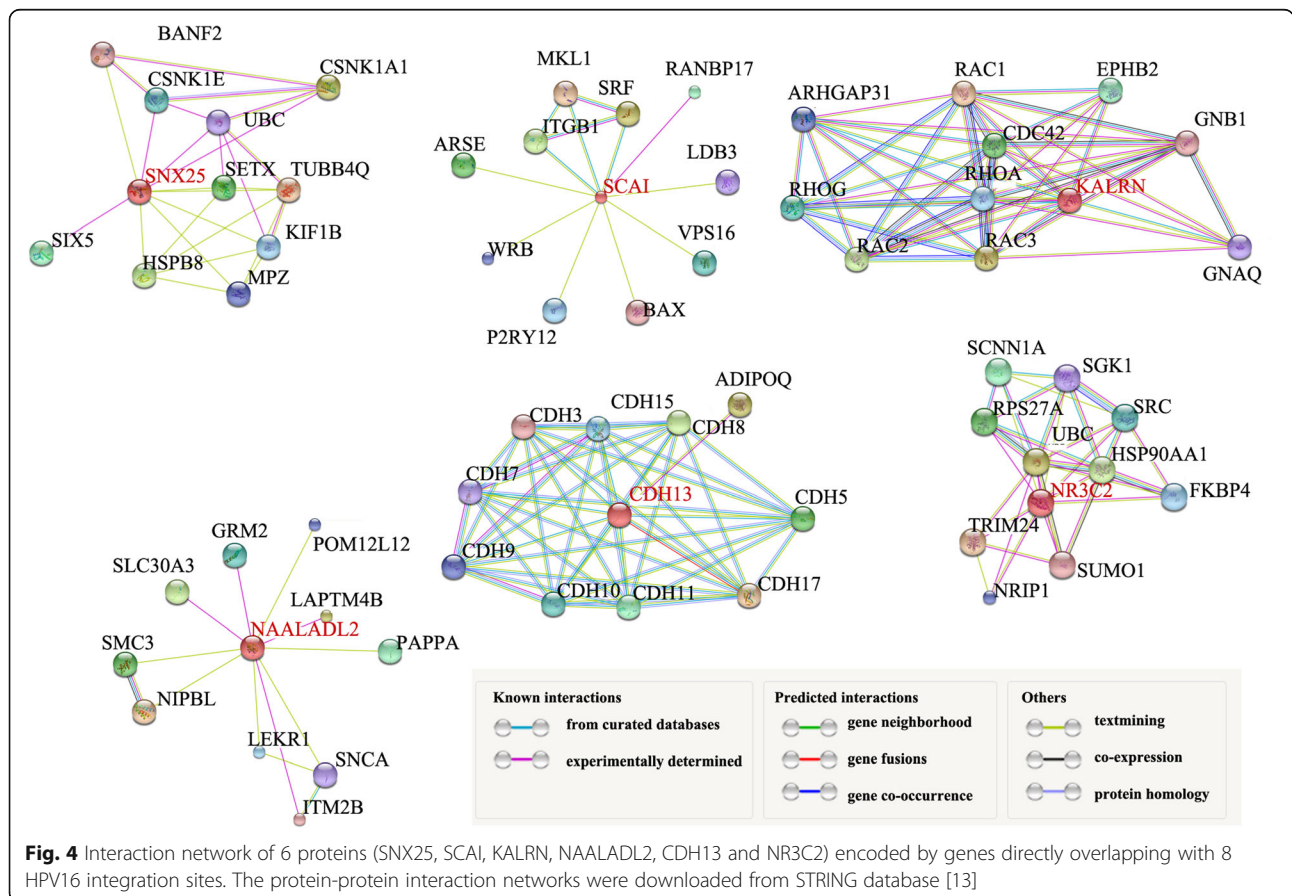 BANF2
CSNK1E
CSNK1A1
UBC
SNX25
SETX
TUBB4Q
SIX5
HSPB8
KIF1B
MPZ
MKL1
SRF
RANBP17
ITGB1
ARSE
LDB3
SCAI
WRB
VPS16
P2RY12
BAX
RAC1
EPHB2
ARHGAP31
CDC42
GNB1
RHOA
KALRN
RHOG
RAC2
RAC3
GNAQ
GRM2
POM12L12
SLC30A3
LAPTM4B
NAALADL2
SMC3
PAPPA
NIPBL
LEKR1
SNCA
ITM2B
CDH3
CDH15
CDH8
ADIPOQ
CDH7
CDH13
CDH5
CDH9
CDH10
CDH11
CDH17
SCNN1A
SGK1
RPS27A
SRC
UBC
HSP90AA1
NR3C2
FKBP4
TRIM24
SUMO1
NRIP1
Known interactions
from curated databases
experimentally determined
Predicted interactions
gene neighborhood
gene fusions
gene co-occurrence
Others
textmining
co-expression
protein homology
Fig. 4 Interaction network of 6 proteins (SNX25, SCAI, KALRN, NAALADL2, CDH13 and NR3C2) encoded by genes directly overlapping with 8
HPV16 integration sites. The protein-protein interaction networks were downloaded from STRING database [13]